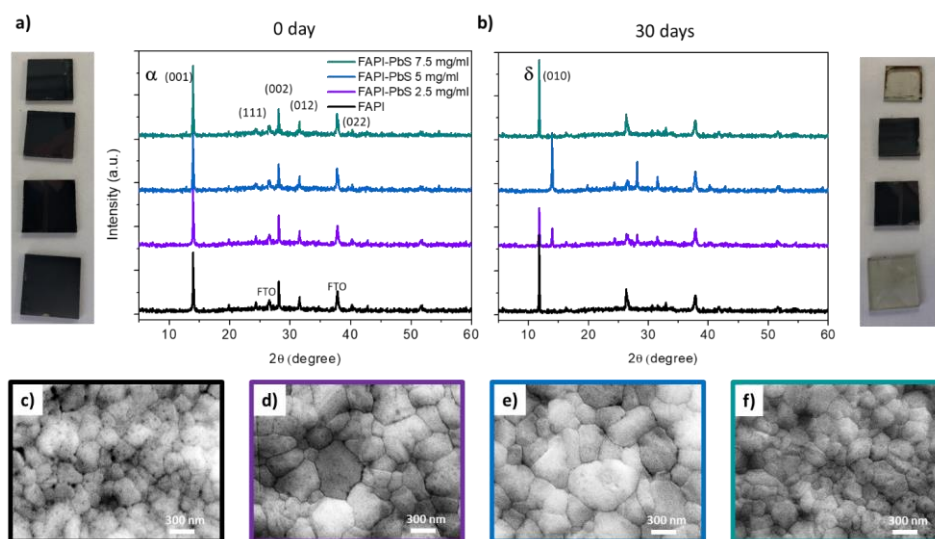 a)
0 day
b)
30 days
α
(001)
(111)
(002)
(012)
(022)
FTO
FTO
FAPI-PbS 7.5 mg/ml
FAPI-PbS 5 mg/ml
FAPI-PbS 2.5 mg/ml
FAPI
Intensity (a.u.)
10
20
30
40
50
60
2θ (degree)
δ
(010)
10
20
30
40
50
60
2θ (degree)
c)
300 nm
d)
300 nm
e)
300 nm
f)
300 nm